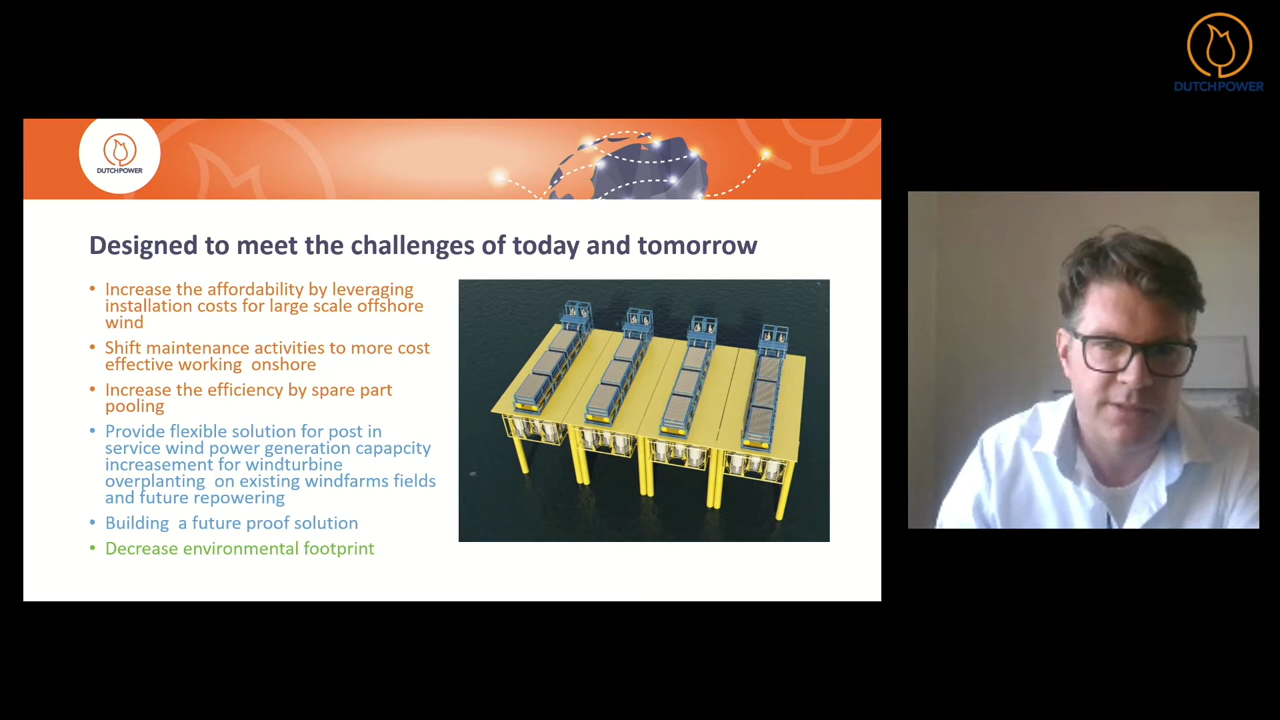 DUTCHPOWER
DUTCHPOWER
Designed to meet the challenges of today and tomorrow
• Increase the affordability by leveraging
installation costs for large scale offshore
wind
• Shift maintenance activities to more cost
effective working onshore
• Increase the efficiency by spare part
pooling
• Provide flexible solution for post in
service wind power generation capapcity
increasement for windturbine
overplanting on existing windfarms fields
and future repowering
• Building a future proof solution
• Decrease environmental footprint